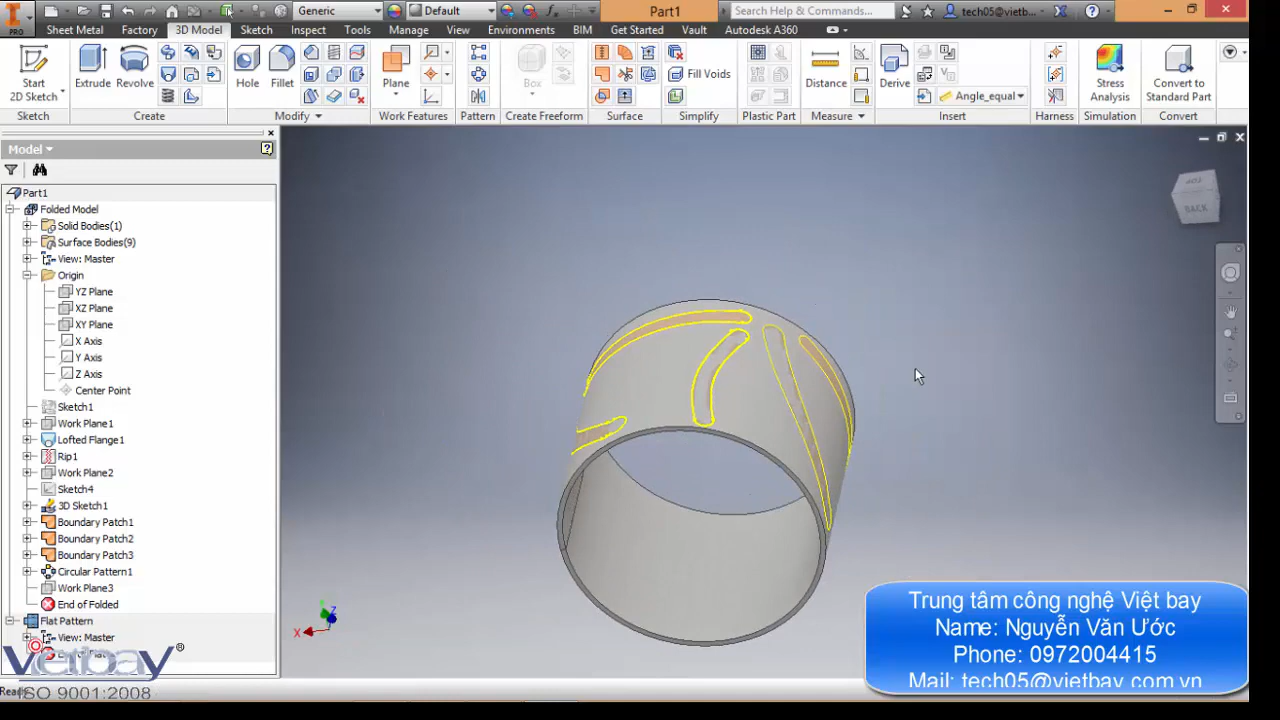 PRO
Generic
Default
Part1
Search Help & Commands...
tech05@vietb...
Sheet Metal
Factory
3D Model
Sketch
Inspect
Tools
Manage
View
Environments
BIM
Get Started
Vault
Autodesk A360
Start
2D Sketch
Extrude
Revolve
Hole
Fillet
Plane
Box
Fill Voids
Distance
Derive
Angle_equal
Stress
Analysis
Convert to
Standard Part
Sketch
Create
Modify
Work Features
Pattern
Create Freeform
Surface
Simplify
Plastic Part
Measure
Insert
Harness
Simulation
Convert
Model
Part1
Folded Model
Solid Bodies(1)
Surface Bodies(9)
View: Master
Origin
YZ Plane
XZ Plane
XY Plane
X Axis
Y Axis
Z Axis
Center Point
Sketch1
Work Plane1
Lofted Flange1
Rip1
Work Plane2
Sketch4
3D Sketch1
Boundary Patch1
Boundary Patch2
Boundary Patch3
Circular Pattern1
Work Plane3
End of Folded
Flat Pattern
View: Master
vietbay ®
ISO 9001:2008
BACK
X
Z
Trung tâm công nghệ Việt bay
Name: Nguyễn Văn Ước
Phone: 0972004415
Mail: tech05@vietbay.com.vn